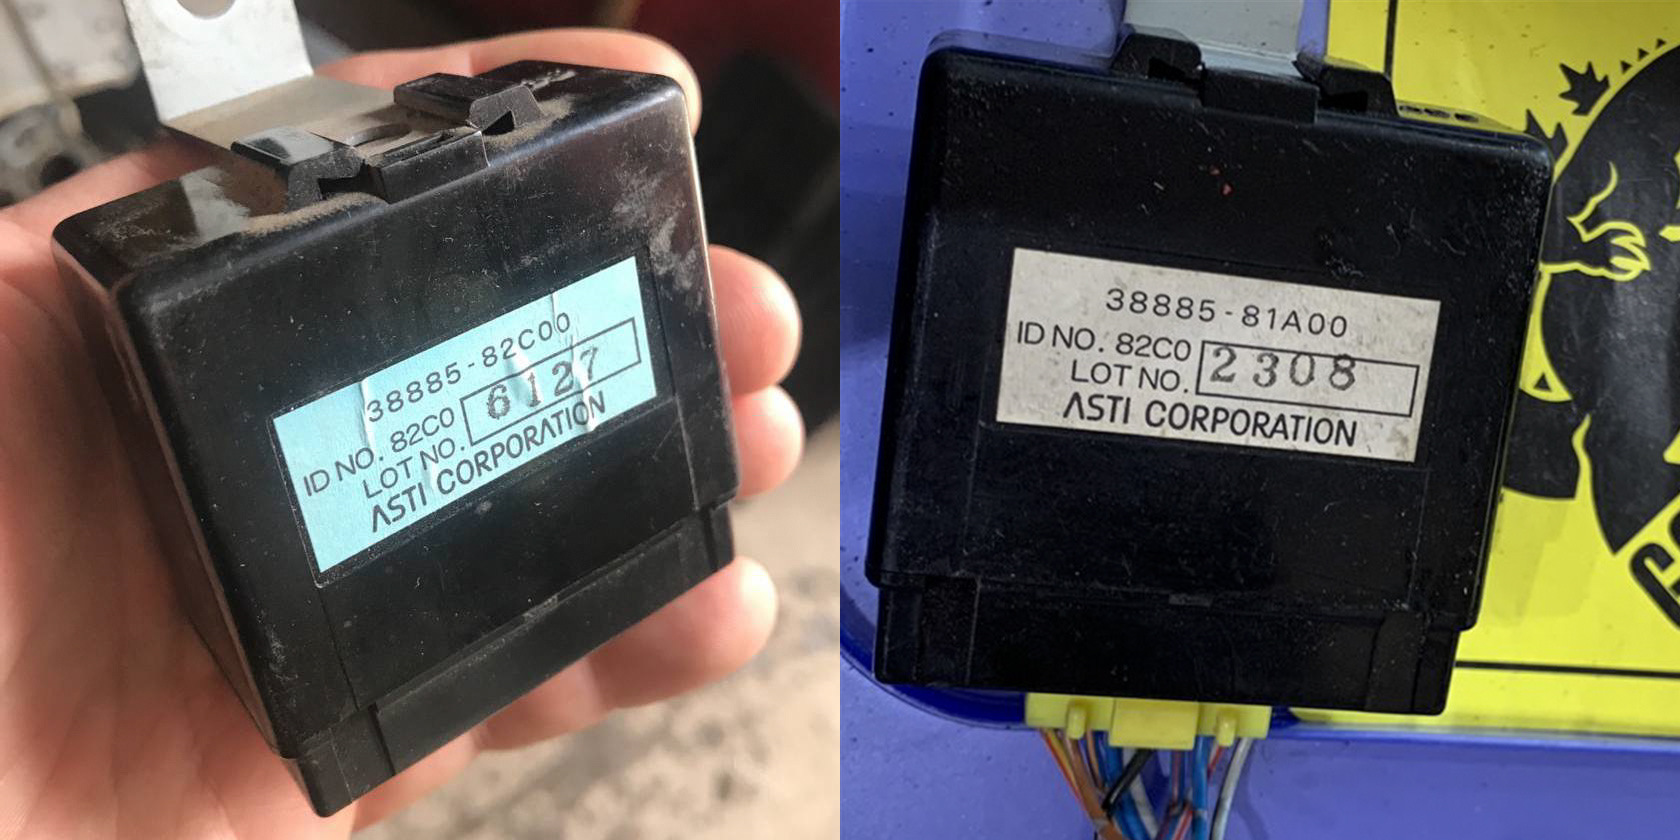 38885-82C00
ID NO. 82C0
LOT NO. 6127
ASTI CORPORATION
38885-81A00
ID NO. 82C0
LOT NO. 2308
ASTI CORPORATION